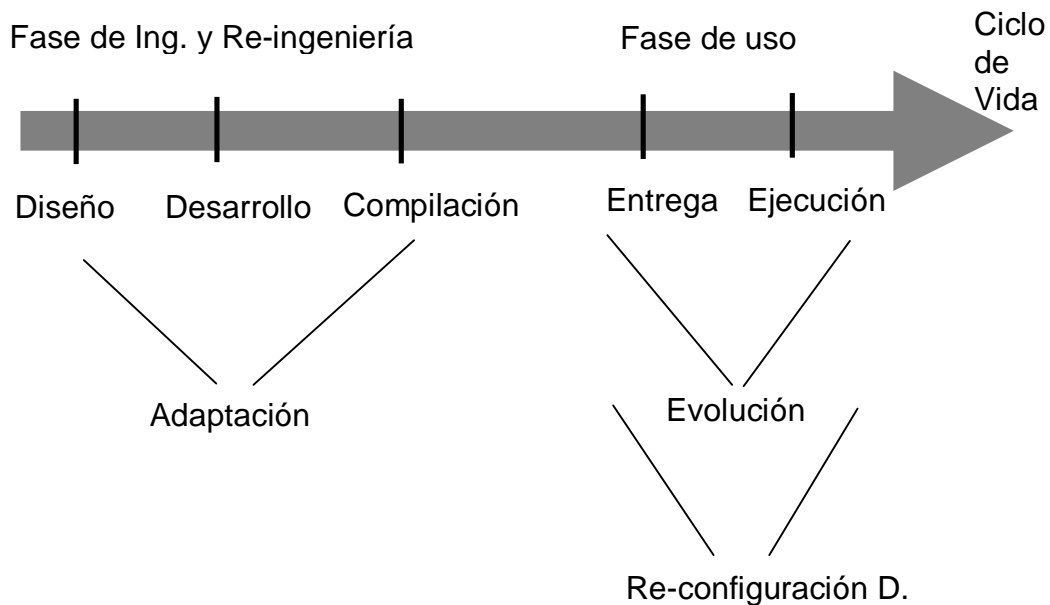 Fase de Ing. y Re-ingeniería
Fase de uso
Ciclo
de
Vida
Diseño
Desarrollo
Compilación
Entrega
Ejecución
Adaptación
Evolución
Re-configuración D.